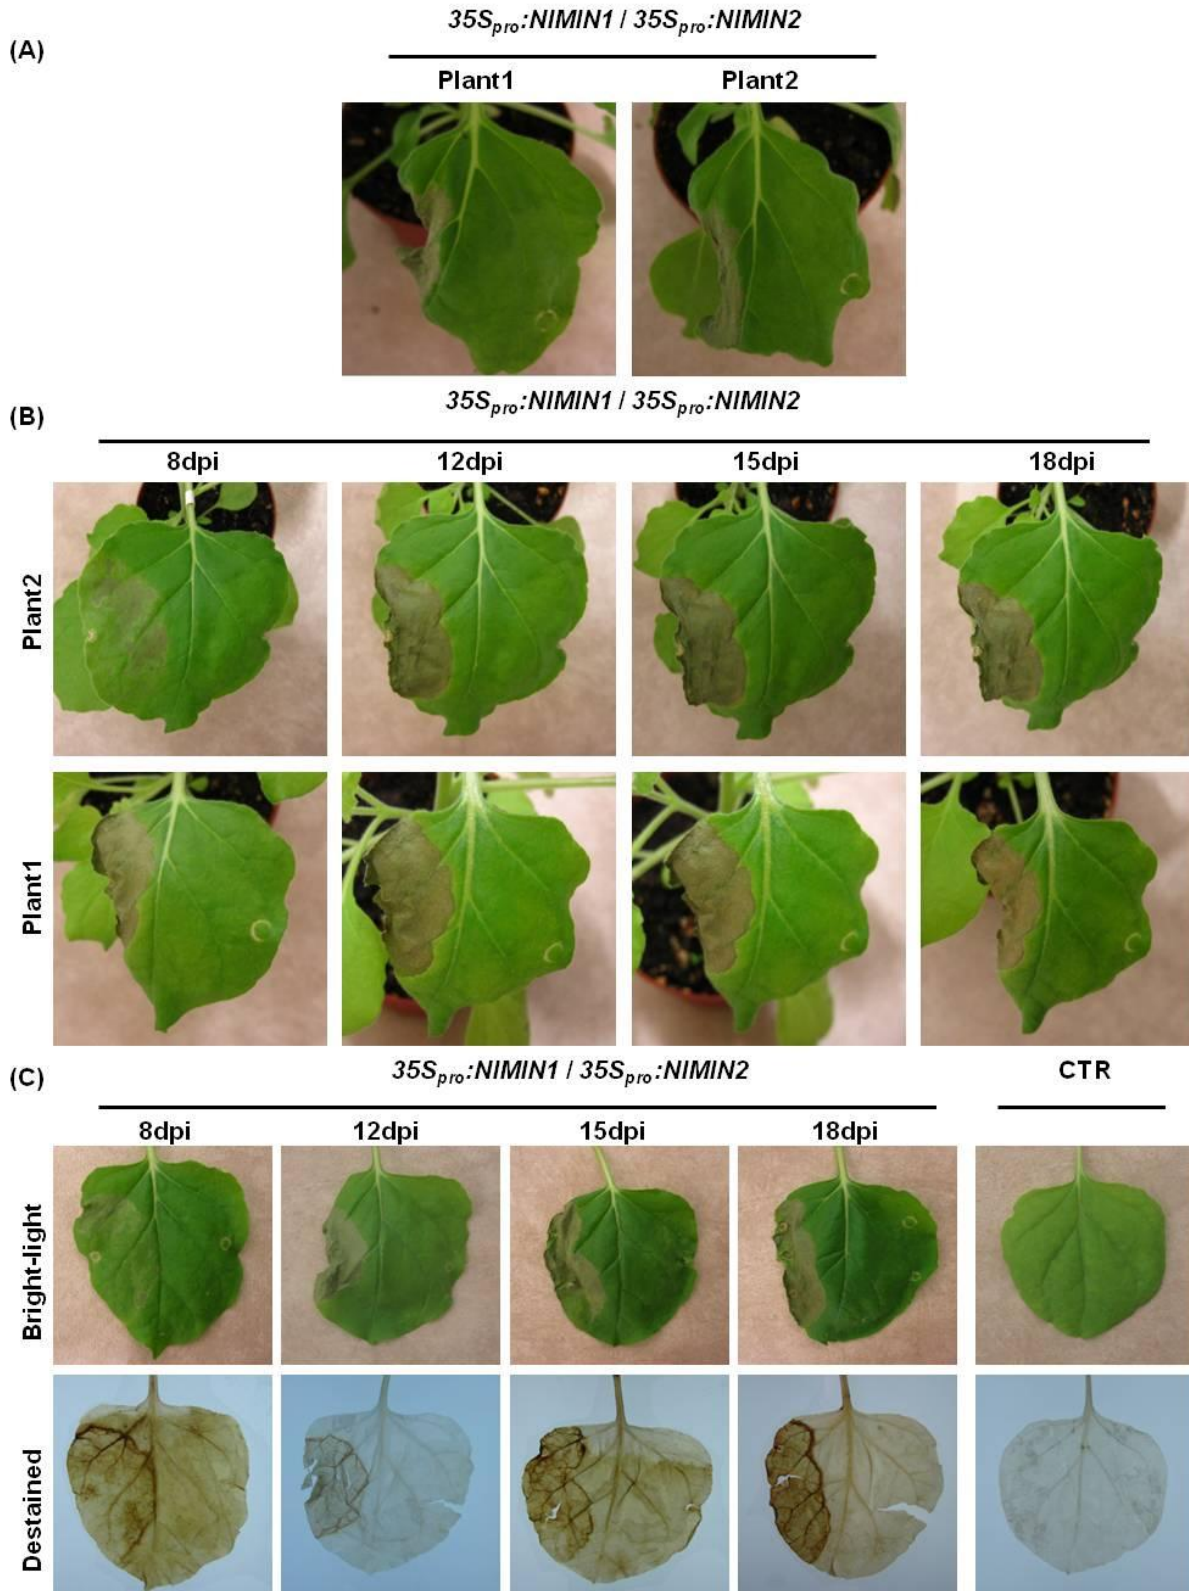 35Spro:NIMIN1 / 35Spro:NIMIN2
(A)
Plant1 Plant2
35Spro:NIMIN1 / 35Spro:NIMIN2
(B)
8dpi 12dpi 15dpi 18dpi
Plant2
Plant1
35Spro:NIMIN1 / 35Spro:NIMIN2 CTR
(C)
8dpi 12dpi 15dpi 18dpi
Bright-light
Destained